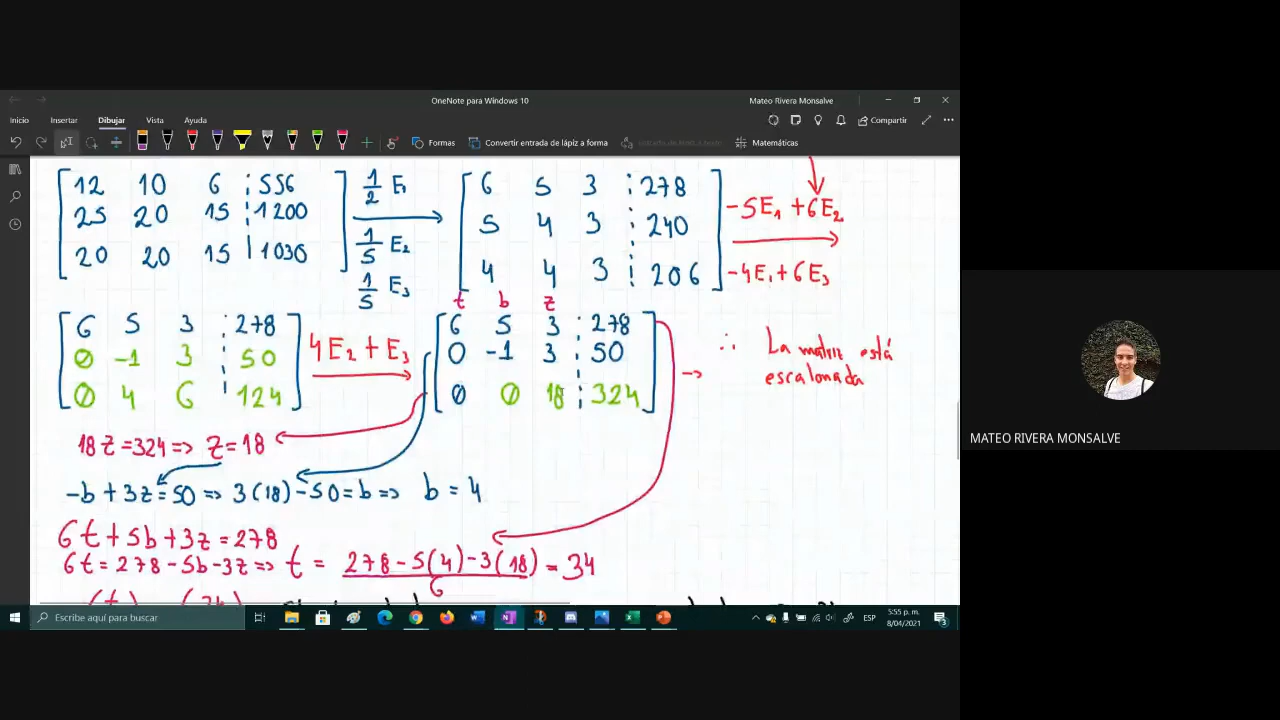 OneNote para Windows 10
Mateo Rivera Monsalve
Inicio Insertar Dibujar Vista Ayuda
Compartir
Formas Convertir entrada de lápiz a forma Matemáticas
12 10 6 556
25 20 15 1200
20 20 15 1030
1/2 E1
1/5 E2
1/5 E3
6 5 3 278
5 4 3 240
4 4 3 206
-5E1 + 6E2
-4E1 + 6E3
6 5 3 278
0 -1 3 50
0 4 6 124
4E2 + E3
t b z
6 5 3 278
0 -1 3 50
0 0 18 324
∴ La matriz está
escalonada
18z = 324 => z = 18
-b + 3z = 50 => 3(18) - 50 = b => b = 4
6t + 5b + 3z = 278
6t = 278 - 5b - 3z => t = 278 - 5(4) - 3(18) / 6 = 34
MATEO RIVERA MONSALVE
Escribe aquí para buscar
ESP
5:55 p. m.
8/04/2021